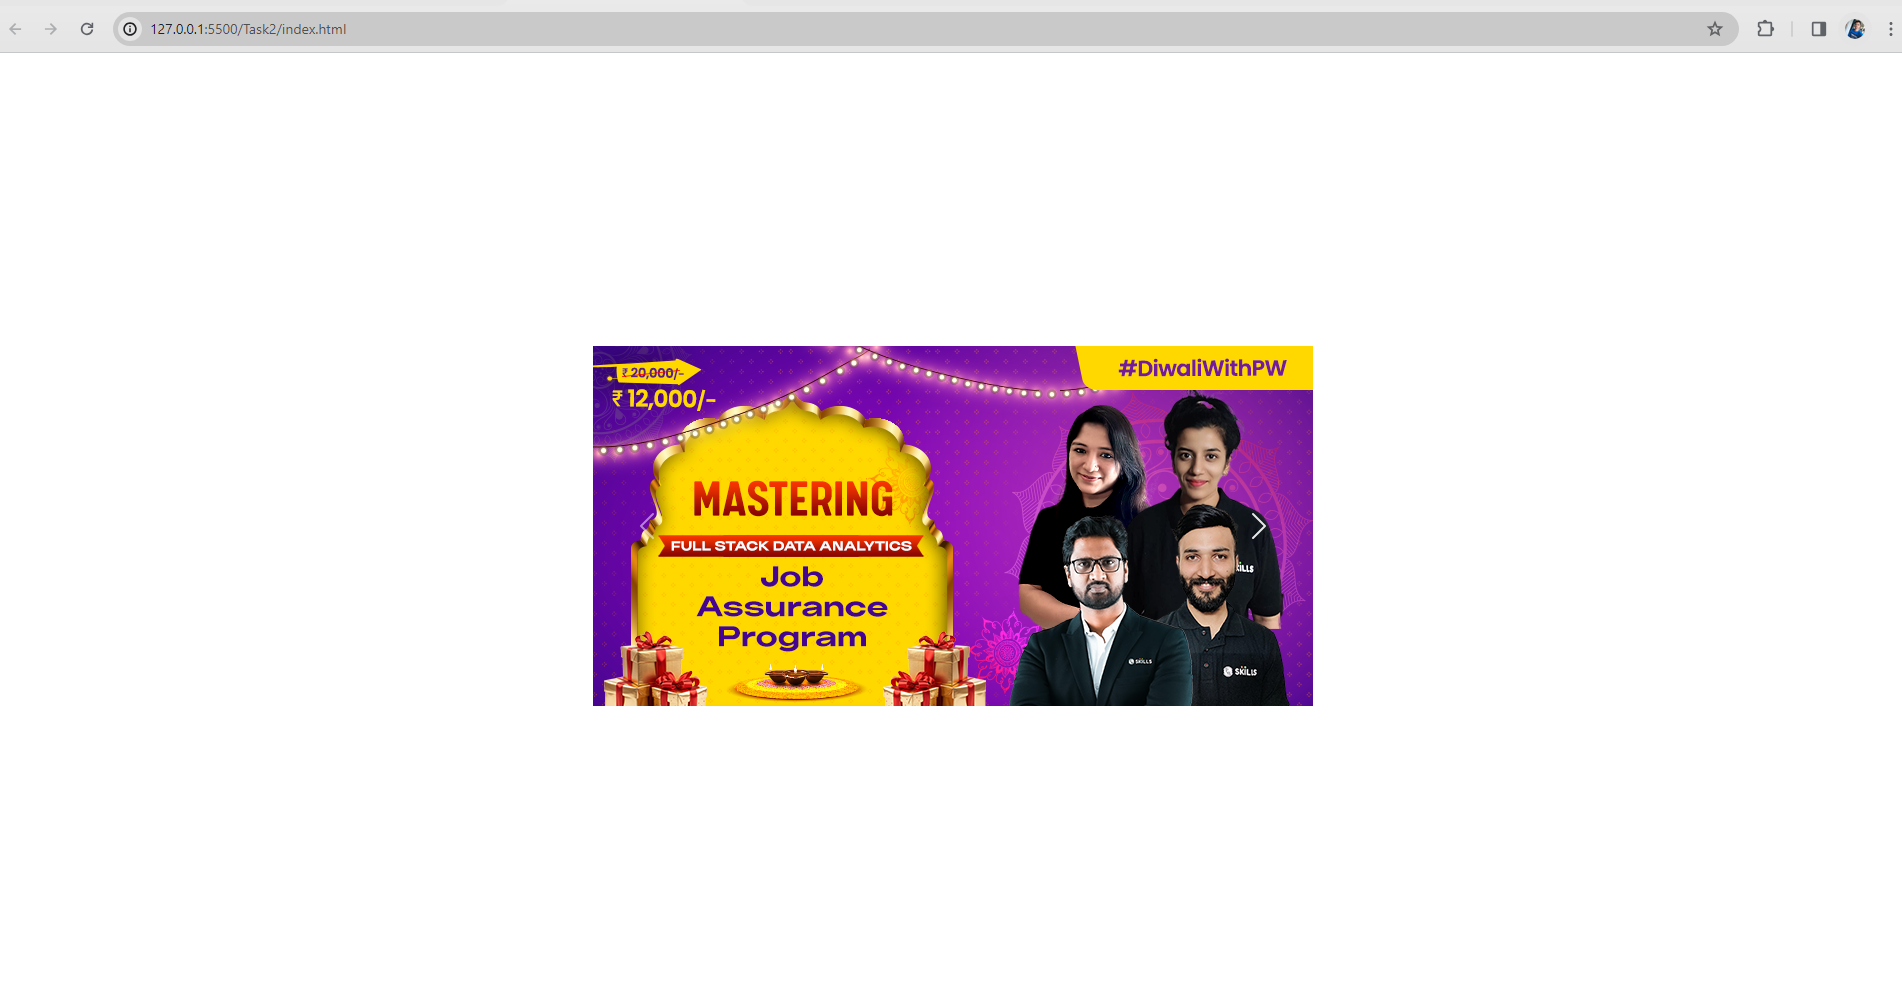 127.0.0.1:5500/Task2/index.html
₹ 20,000/-
₹ 12,000/-
#DiwaliWithPW
MASTERING
FULL STACK DATA ANALYTICS
Job
Assurance
Program
SKILLS
SKILLS